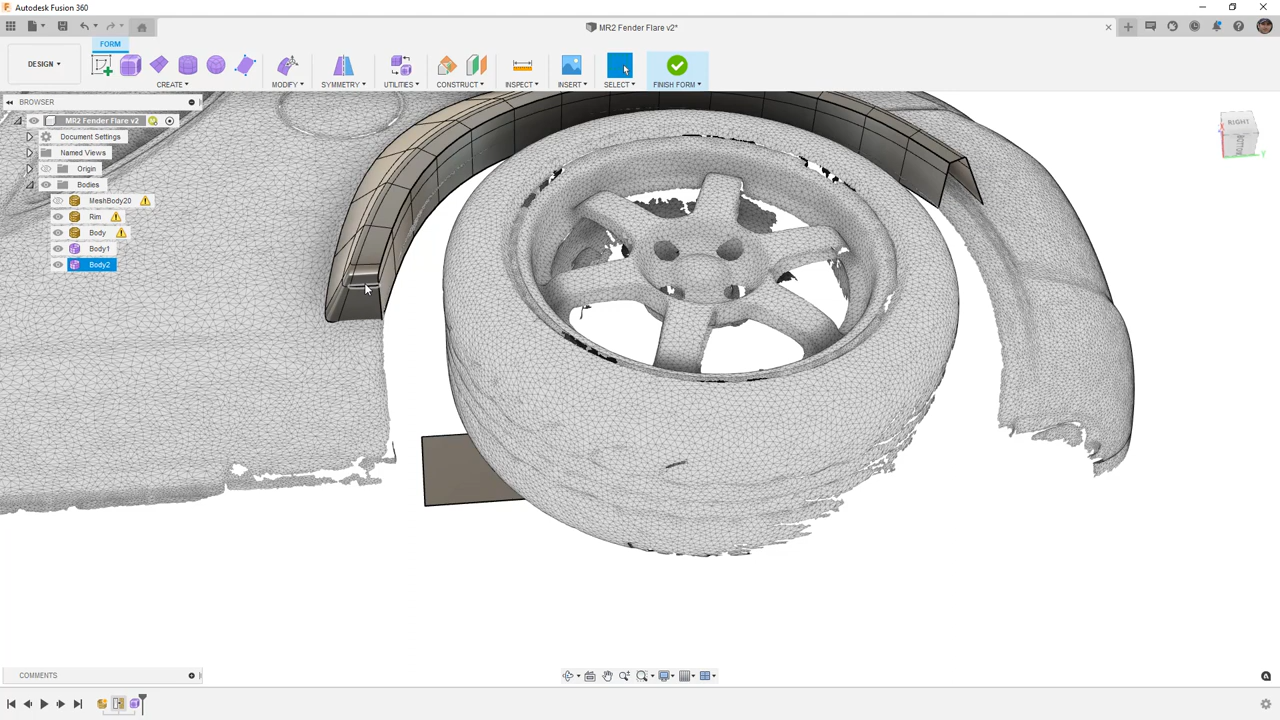 Autodesk Fusion 360
MR2 Fender Flare v2*
FORM
DESIGN
CREATE
MODIFY
SYMMETRY
UTILITIES
CONSTRUCT
INSPECT
INSERT
SELECT
FINISH FORM
BROWSER
MR2 Fender Flare v2
Document Settings
Named Views
Origin
Bodies
MeshBody20
Rim
Body
Body1
Body2
RIGHT
COMMENTS